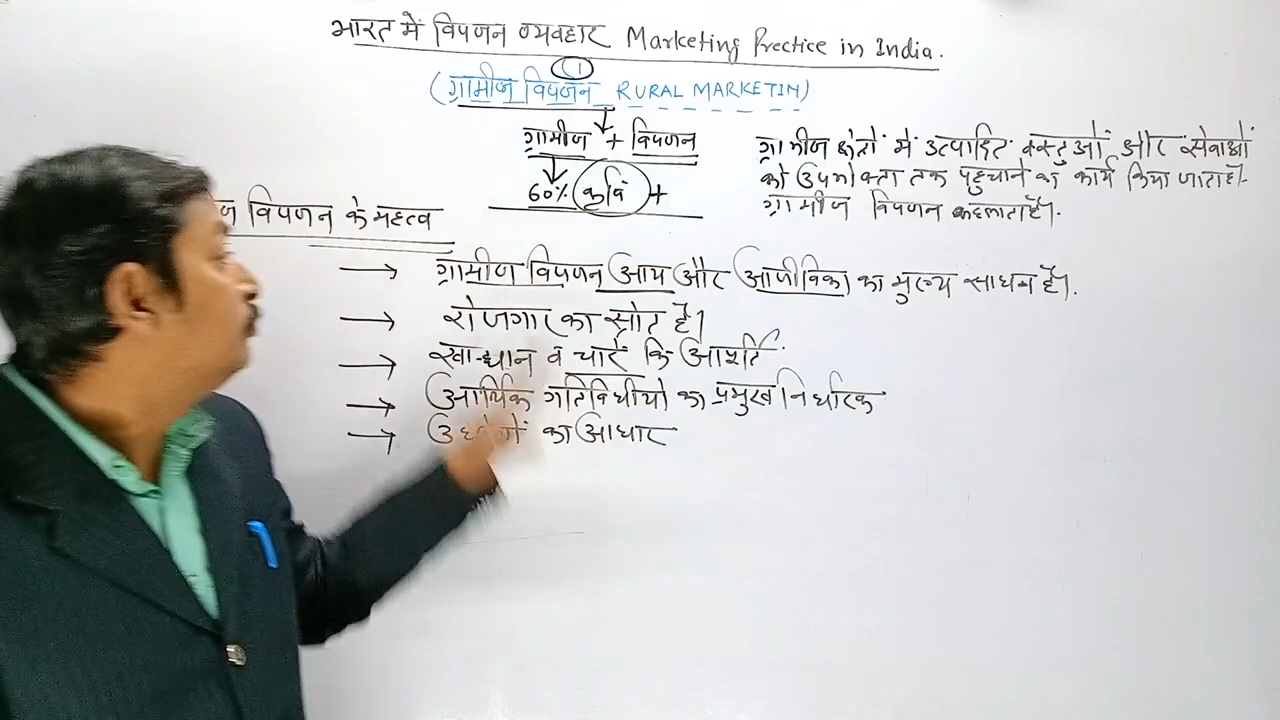 भारत में विपणन व्यवहार Marketing Prectice in India.
1
(ग्रामीण विपणन RURAL MARKETIN)
ग्रामीण + विपणन
60% कृषि +
ग्रामीण क्षेत्रों में उत्पादित वस्तुओं और सेवाओं
को उपभोक्ता तक पहुचाने का कार्य किया जाता है।
ग्रामीण विपणन कहलाता है।
विपणन के महत्व
→ ग्रामीण विपणन आय और आजीविका का मुख्य साधन है।
→ रोजगार का स्रोत है।
→ खाद्यान व चारें कि आपूर्ति
→ आर्थिक गतिविधीयो का प्रमुख निर्धारक
→ उद्योगों का आधार